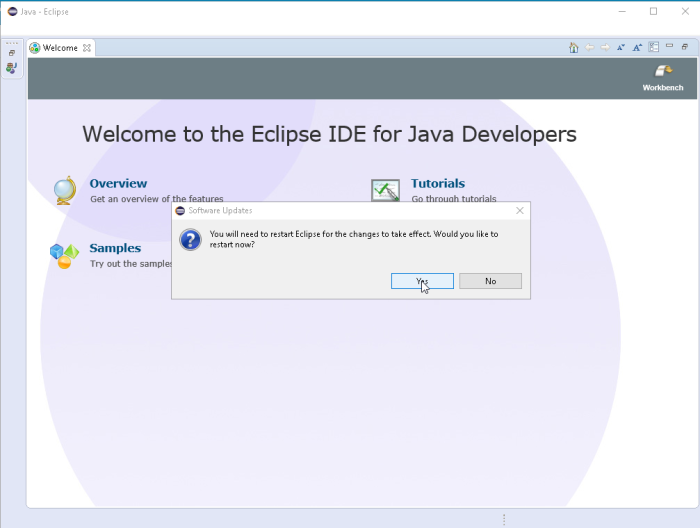 Java - Eclipse
Welcome
Workbench
Welcome to the Eclipse IDE for Java Developers
Overview
Get an overview of the features
Tutorials
Go through tutorials
Software Updates
You will need to restart Eclipse for the changes to take effect. Would you like to
restart now?
Samples
Try out the samples
Yes
No